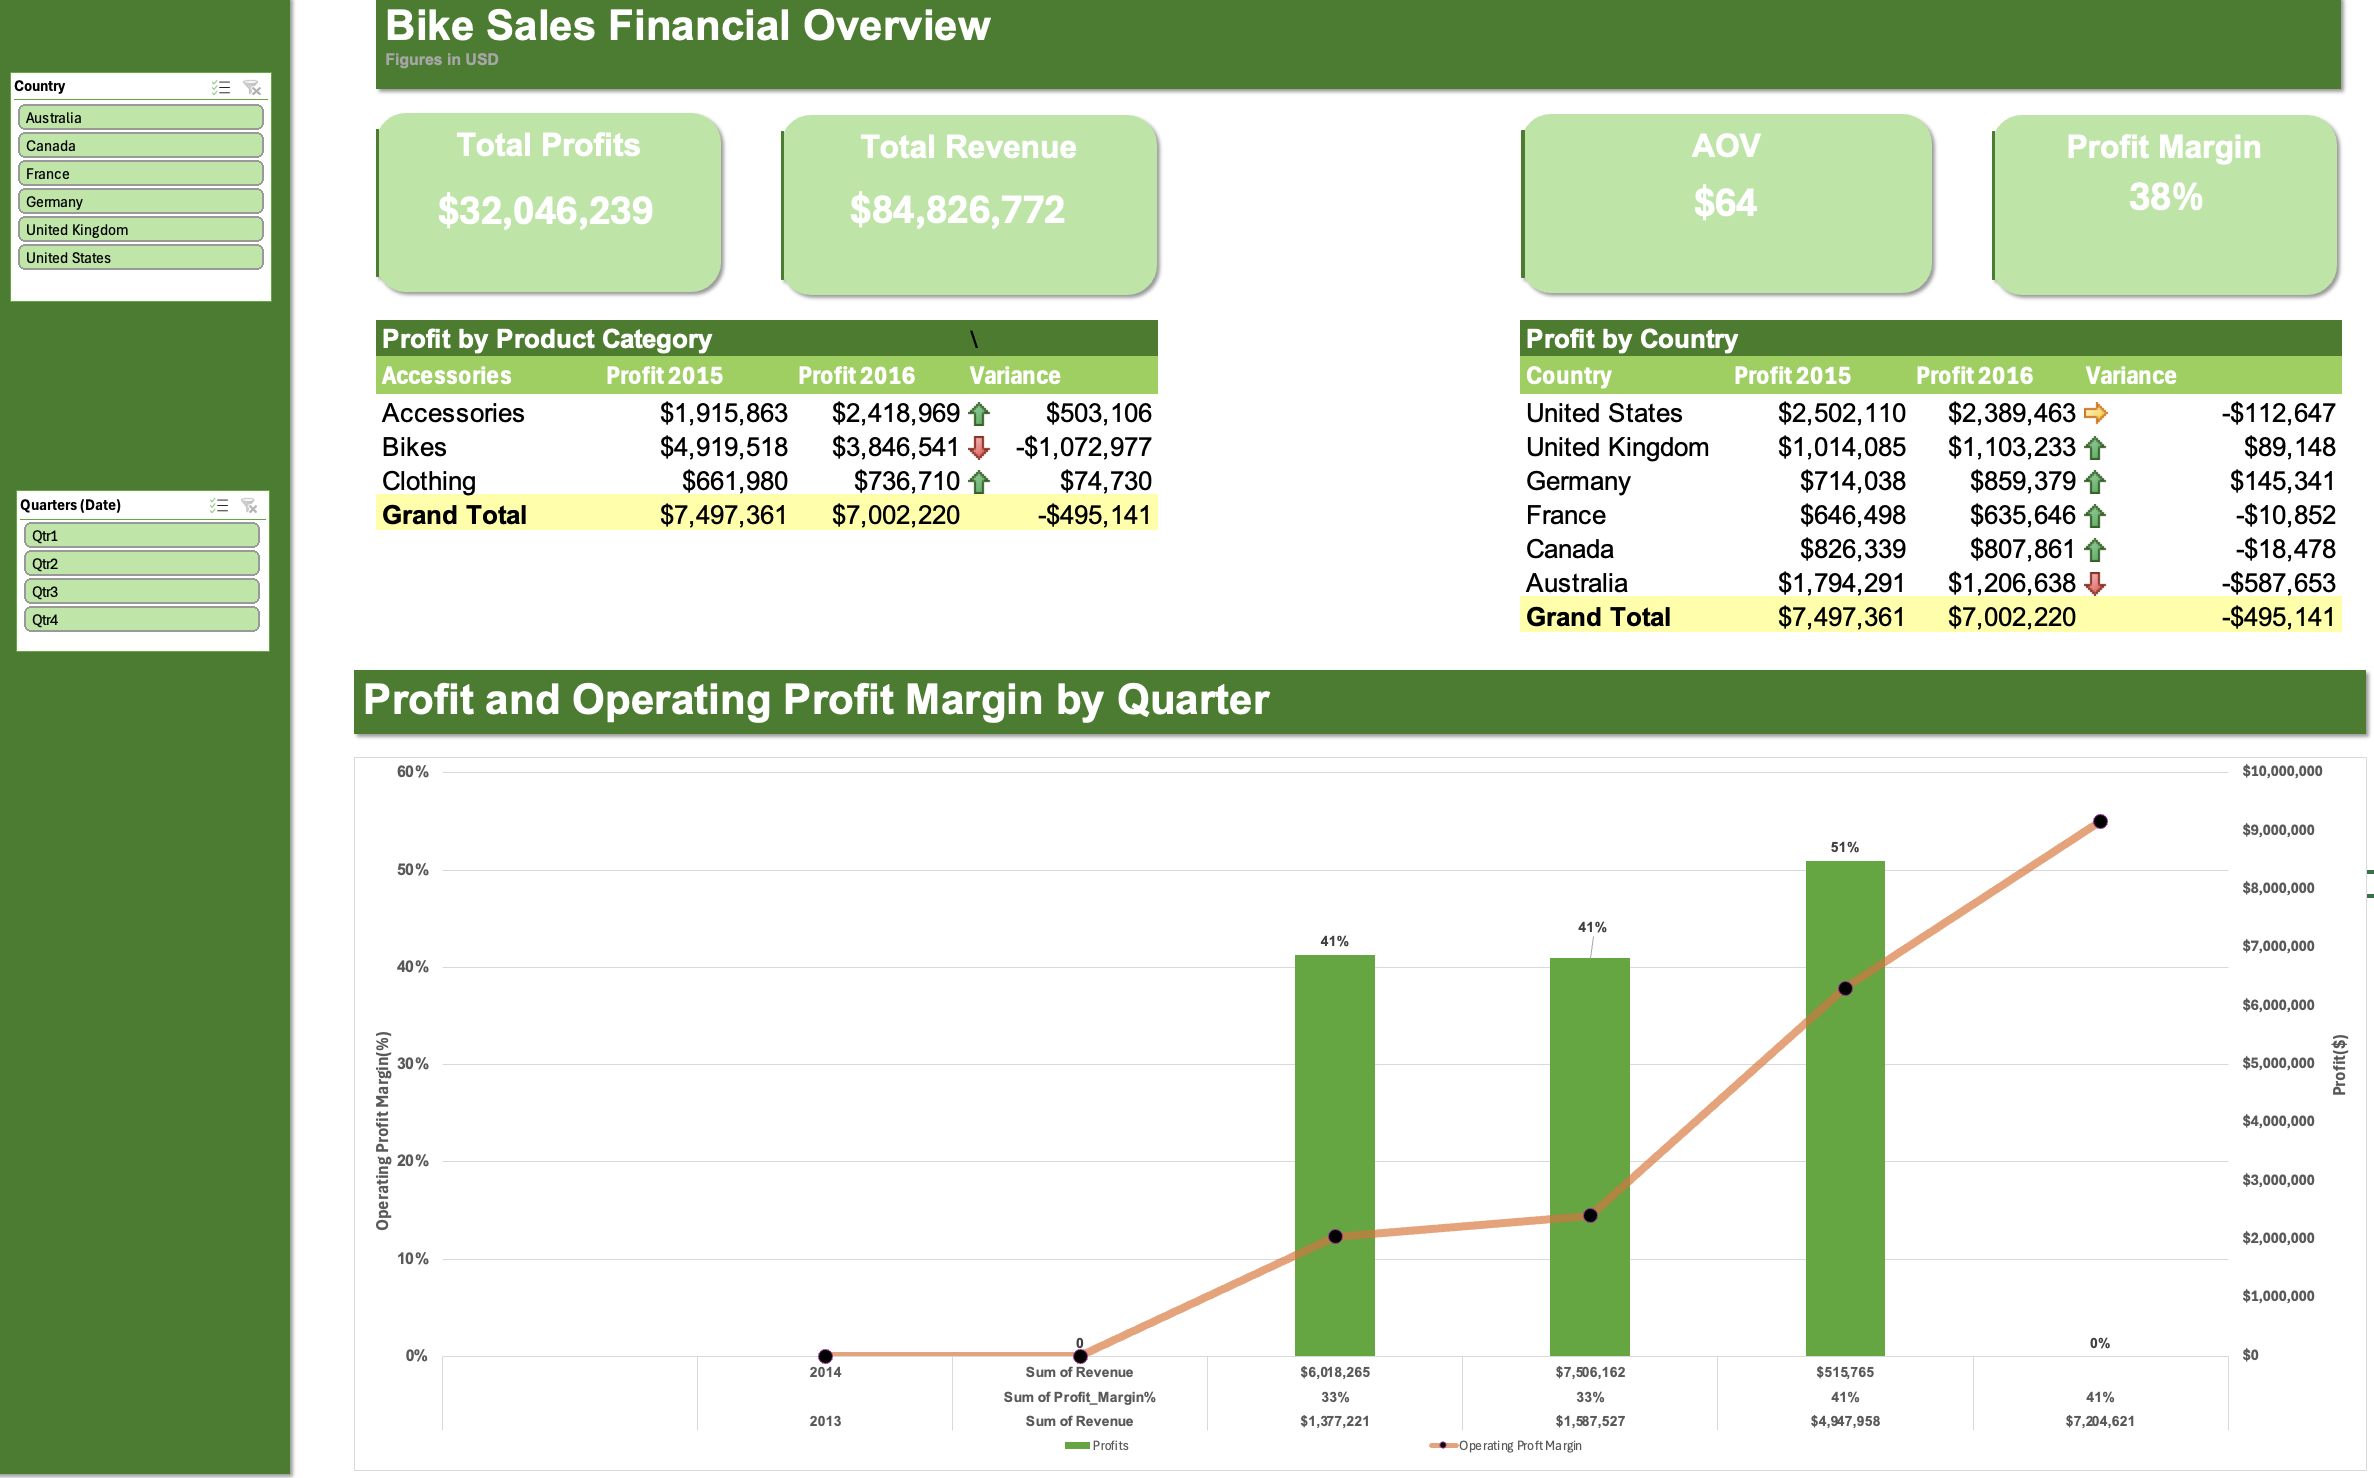 Bike Sales Financial Overview
Figures in USD
Country
Australia
Canada
France
Germany
United Kingdom
United States
Quarters (Date)
Qtr1
Qtr2
Qtr3
Qtr4
Total Profits
$32,046,239
Total Revenue
$84,826,772
AOV
$64
Profit Margin
38%
Profit by Product Category \
Accessories Profit 2015 Profit 2016 Variance
Accessories $1,915,863 $2,418,969 $503,106
Bikes $4,919,518 $3,846,541 -$1,072,977
Clothing $661,980 $736,710 $74,730
Grand Total $7,497,361 $7,002,220 -$495,141
Profit by Country
Country Profit 2015 Profit 2016 Variance
United States $2,502,110 $2,389,463 -$112,647
United Kingdom $1,014,085 $1,103,233 $89,148
Germany $714,038 $859,379 $145,341
France $646,498 $635,646 -$10,852
Canada $826,339 $807,861 -$18,478
Australia $1,794,291 $1,206,638 -$587,653
Grand Total $7,497,361 $7,002,220 -$495,141
Profit and Operating Profit Margin by Quarter
Operating Profit Margin(%)
60%
50%
40%
30%
20%
10%
0%
0
41%
41%
51%
0%
$10,000,000
$9,000,000
$8,000,000
$7,000,000
$6,000,000
$5,000,000
$4,000,000
$3,000,000
$2,000,000
$1,000,000
$0
Profit($)
2014 Sum of Revenue $6,018,265 $7,506,162 $515,765
Sum of Profit_Margin% 33% 33% 41% 41%
2013 Sum of Revenue $1,377,221 $1,587,527 $4,947,958 $7,204,621
Profits
Operating Proft Margin